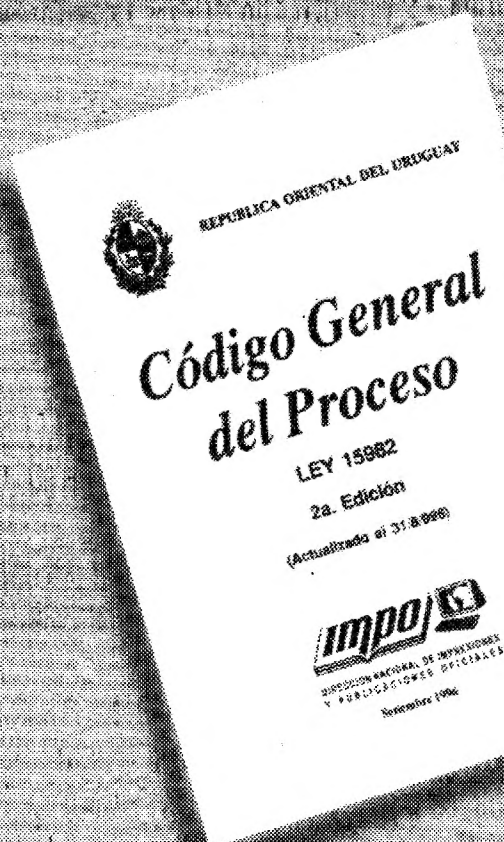 REPUBLICA ORIENTAL DEL URUGUAY
Código General
del Proceso
LEY 15982
2a. Edición
(Actualizado al 31/8/996)
impo
DIRECCION NACIONAL DE IMPRESIONES
Y PUBLICACIONES OFICIALES
Noviembre 1996